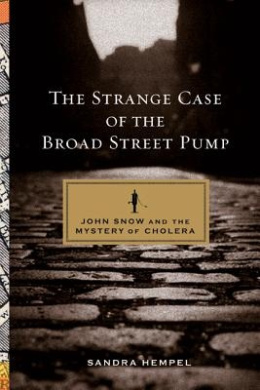 THE STRANGE CASE
OF THE
BROAD STREET PUMP
JOHN SNOW AND THE
MYSTERY OF CHOLERA
SANDRA HEMPEL